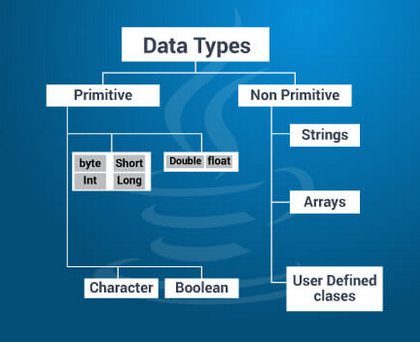 Data Types
Primitive
Non Primitive
Strings
byte Short
Int Long
Double float
Arrays
Character
Boolean
User Defined
clases